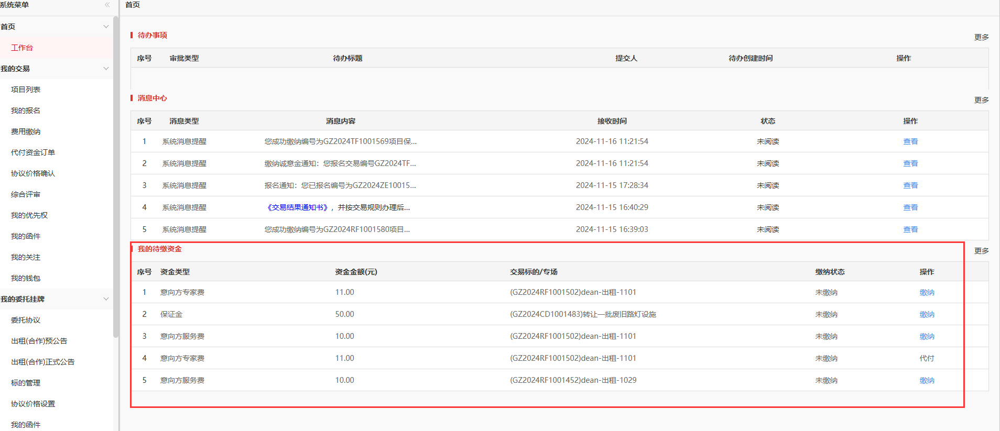 系统菜单
首页
工作台
我的交易
项目列表
我的报名
费用缴纳
代付资金订单
协议价格确认
综合评审
我的优先权
我的函件
我的关注
我的钱包
我的委托挂牌
委托协议
出租(合作)预公告
出租(合作)正式公告
标的管理
协议价格设置
我的函件
首页
待办事项 更多
序号 审批类型 待办标题 提交人 待办创建时间 操作
消息中心 更多
序号 消息类型 消息内容 接收时间 状态 操作
1 系统消息提醒 您成功缴纳编号为GZ2024TF1001569项目保... 2024-11-16 11:21:54 未阅读 查看
2 系统消息提醒 缴纳诚意金通知：您报名交易编号GZ2024TF... 2024-11-16 11:21:54 未阅读 查看
3 系统消息提醒 报名通知：您已报名编号为GZ2024ZE10015... 2024-11-15 17:28:34 未阅读 查看
4 系统消息提醒 《交易结果通知书》，并按交易规则办理后... 2024-11-15 16:40:29 未阅读 查看
5 系统消息提醒 您成功缴纳编号为GZ2024RF1001580项目... 2024-11-15 16:39:03 未阅读 查看
我的待缴资金 更多
序号 资金类型 资金金额(元) 交易标的/专场 缴纳状态 操作
1 意向方专家费 11.00 (GZ2024RF1001502)dean-出租-1101 未缴纳 缴纳
2 保证金 50.00 (GZ2024CD1001483)转让一批废旧路灯设施 未缴纳 缴纳
3 意向方服务费 10.00 (GZ2024RF1001502)dean-出租-1101 未缴纳 缴纳
4 意向方专家费 11.00 (GZ2024RF1001502)dean-出租-1101 未缴纳 代付
5 意向方服务费 10.00 (GZ2024RF1001452)dean-出租-1029 未缴纳 缴纳